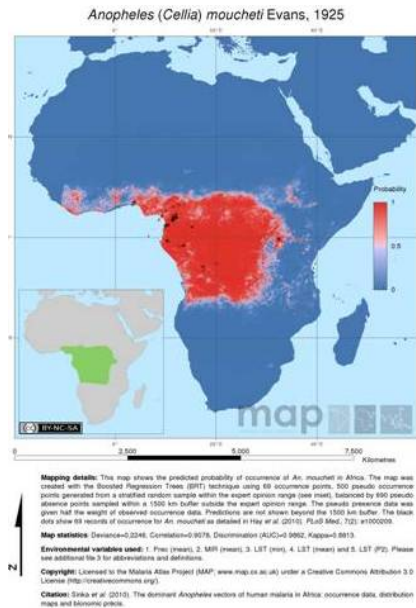 Anopheles (Cellia) moucheti Evans, 1925
Probability
1
0.5
0
BY-NC-SA
map
0 2,500 5,000 7,500
Kilometres
N
Mapping details: This map shows the predicted probability of occurrence of An. moucheti in Africa. The map was
created with the Boosted Regression Trees (BRT) technique using 69 occurrence points, 500 pseudo occurrence
points generated from a stratified random sample within the expert opinion range (see inset), balanced by 690 pseudo
absence points sampled within a 1500 km buffer outside the expert opinion range. The pseudo presence data was
given half the weight of observed occurrence data. Predictions are not shown beyond the 1500 km buffer. The black
dots show 69 records of occurrence for An. moucheti as detailed in Hay et al. (2010). PLoS Med., 7(2): e1000209.
Map statistics: Deviance=0.2248, Correlation=0.9078, Discrimination (AUC)=0.9862, Kappa=0.8813.
Environmental variables used: 1. Prec (mean), 2. MIR (mean), 3. LST (min), 4. LST (mean) and 5. LST (P2). Please
see additional file 3 for abbreviations and definitions.
Copyright: Licensed to the Malaria Atlas Project (MAP; www.map.ox.ac.uk) under a Creative Commons Attribution 3.0
License (http://creativecommons.org/).
Citation: Sinka et al. (2010). The dominant Anopheles vectors of human malaria in Africa: occurrence data, distribution
maps and bionomic précis.